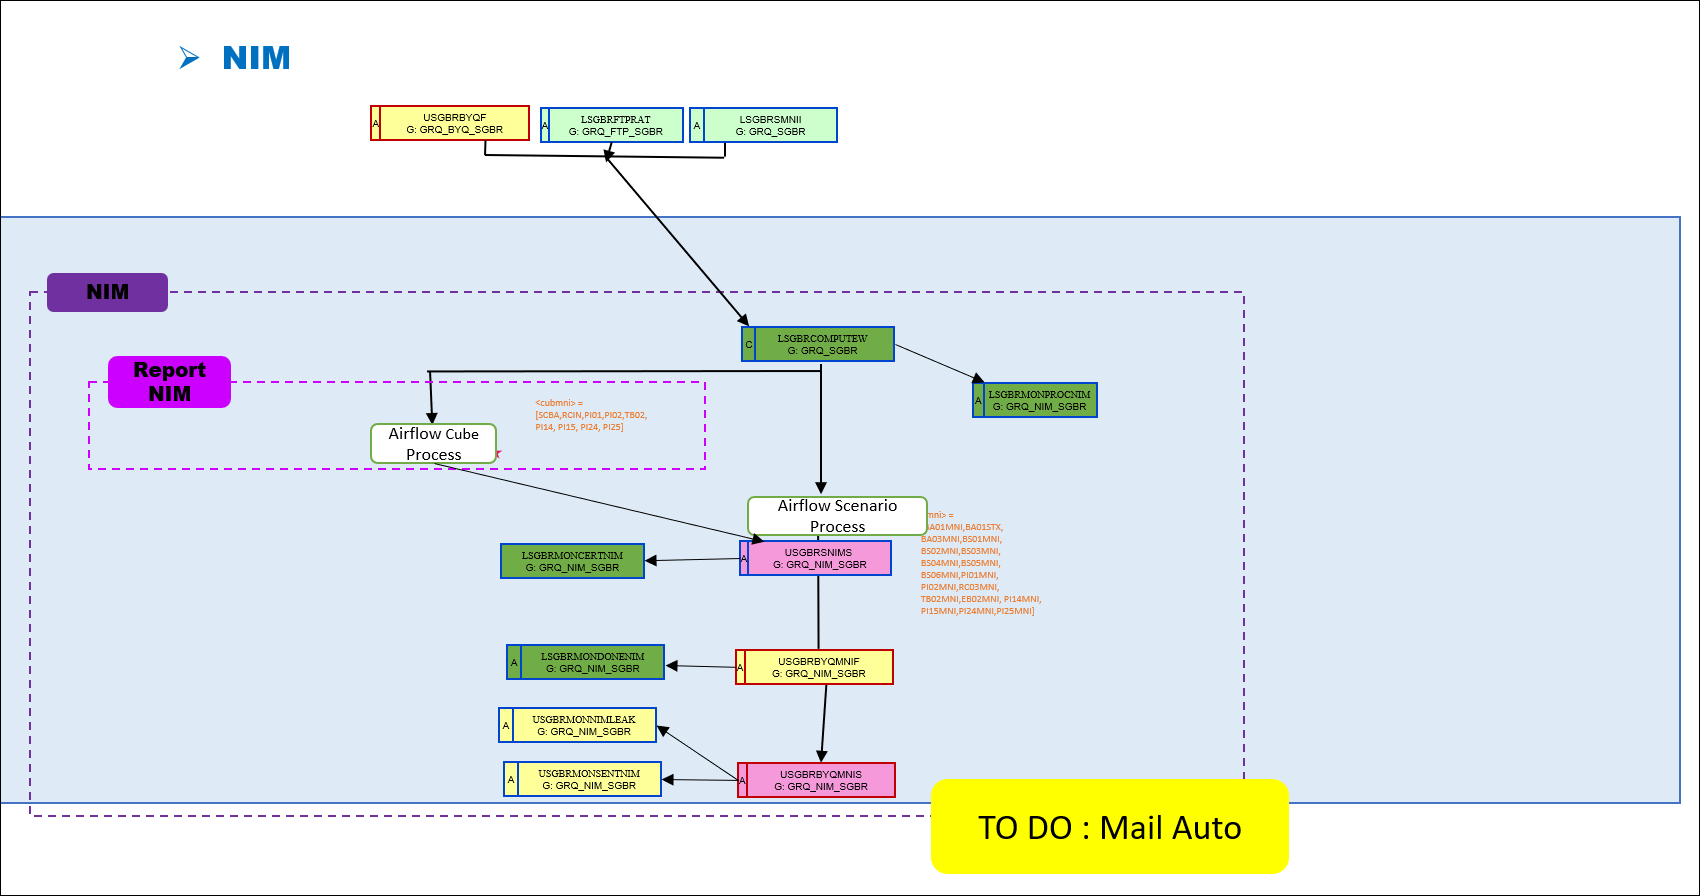 NIM
A
USGBRBYQF
G: GRQ_BYQ_SGBR
A
LSGBRFTPRAT
G: GRQ_FTP_SGBR
A
LSGBRSMNII
G: GRQ_SGBR
NIM
C
LSGBRCOMPUTEW
G: GRQ_SGBR
Report
NIM
A
LSGBRMONPROCNIM
G: GRQ_NIM_SGBR
<cubmni> =
[SCBA,RCIN,PI01,PI02,TB02,
PI14, PI15, PI24, PI25]
Airflow Cube
Process
Airflow Scenario
Process
mni> =
BA01MNI,BA01STX,
BA03MNI,BS01MNI,
BS02MNI,BS03MNI,
BS04MNI,BS05MNI,
BS06MNI,PI01MNI,
PI02MNI,RC03MNI,
TB02MNI,EB02MNI, PI14MNI,
PI15MNI,PI24MNI,PI25MNI]
LSGBRMONCERTNIM
G: GRQ_NIM_SGBR
A
USGBRSNIMS
G: GRQ_NIM_SGBR
A
LSGBRMONDONENIM
G: GRQ_NIM_SGBR
A
USGBRBYQMNIF
G: GRQ_NIM_SGBR
A
USGBRMONNIMLEAK
G: GRQ_NIM_SGBR
A
USGBRMONSENTNIM
G: GRQ_NIM_SGBR
A
USGBRBYQMNIS
G: GRQ_NIM_SGBR
TO DO : Mail Auto